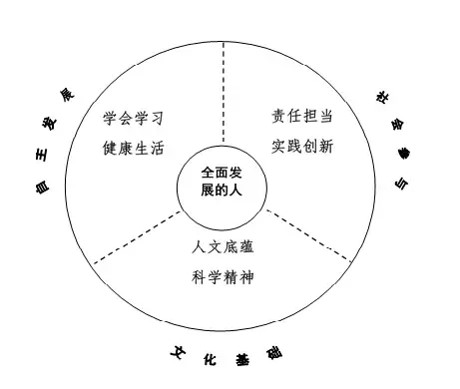 自主发展
学会学习
健康生活
社会参与
责任担当
实践创新
全面发
展的人
人文底蕴
科学精神
文化基础